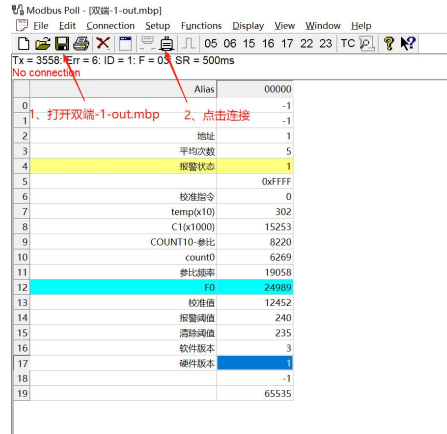 Modbus Poll - [双端-1-out.mbp]
File Edit Connection Setup Functions Display View Window Help
05 06 15 16 17 22 23 TC
Tx = 3558: Err = 6: ID = 1: F = 03: SR = 500ms
No connection
Alias 00000
0 -1
1、打开双端-1-out.mbp 2、点击连接
-1
2 地址 1
3 平均次数 5
4 报警状态 1
5 0xFFFF
6 校准指令 0
7 temp(x10) 302
8 C1(x1000) 15253
9 COUNT10-参比 8220
10 count0 6269
11 参比频率 19058
12 F0 24989
13 校准值 12452
14 报警阈值 240
15 清除阈值 235
16 软件版本 3
17 硬件版本 1
18 -1
19 65535